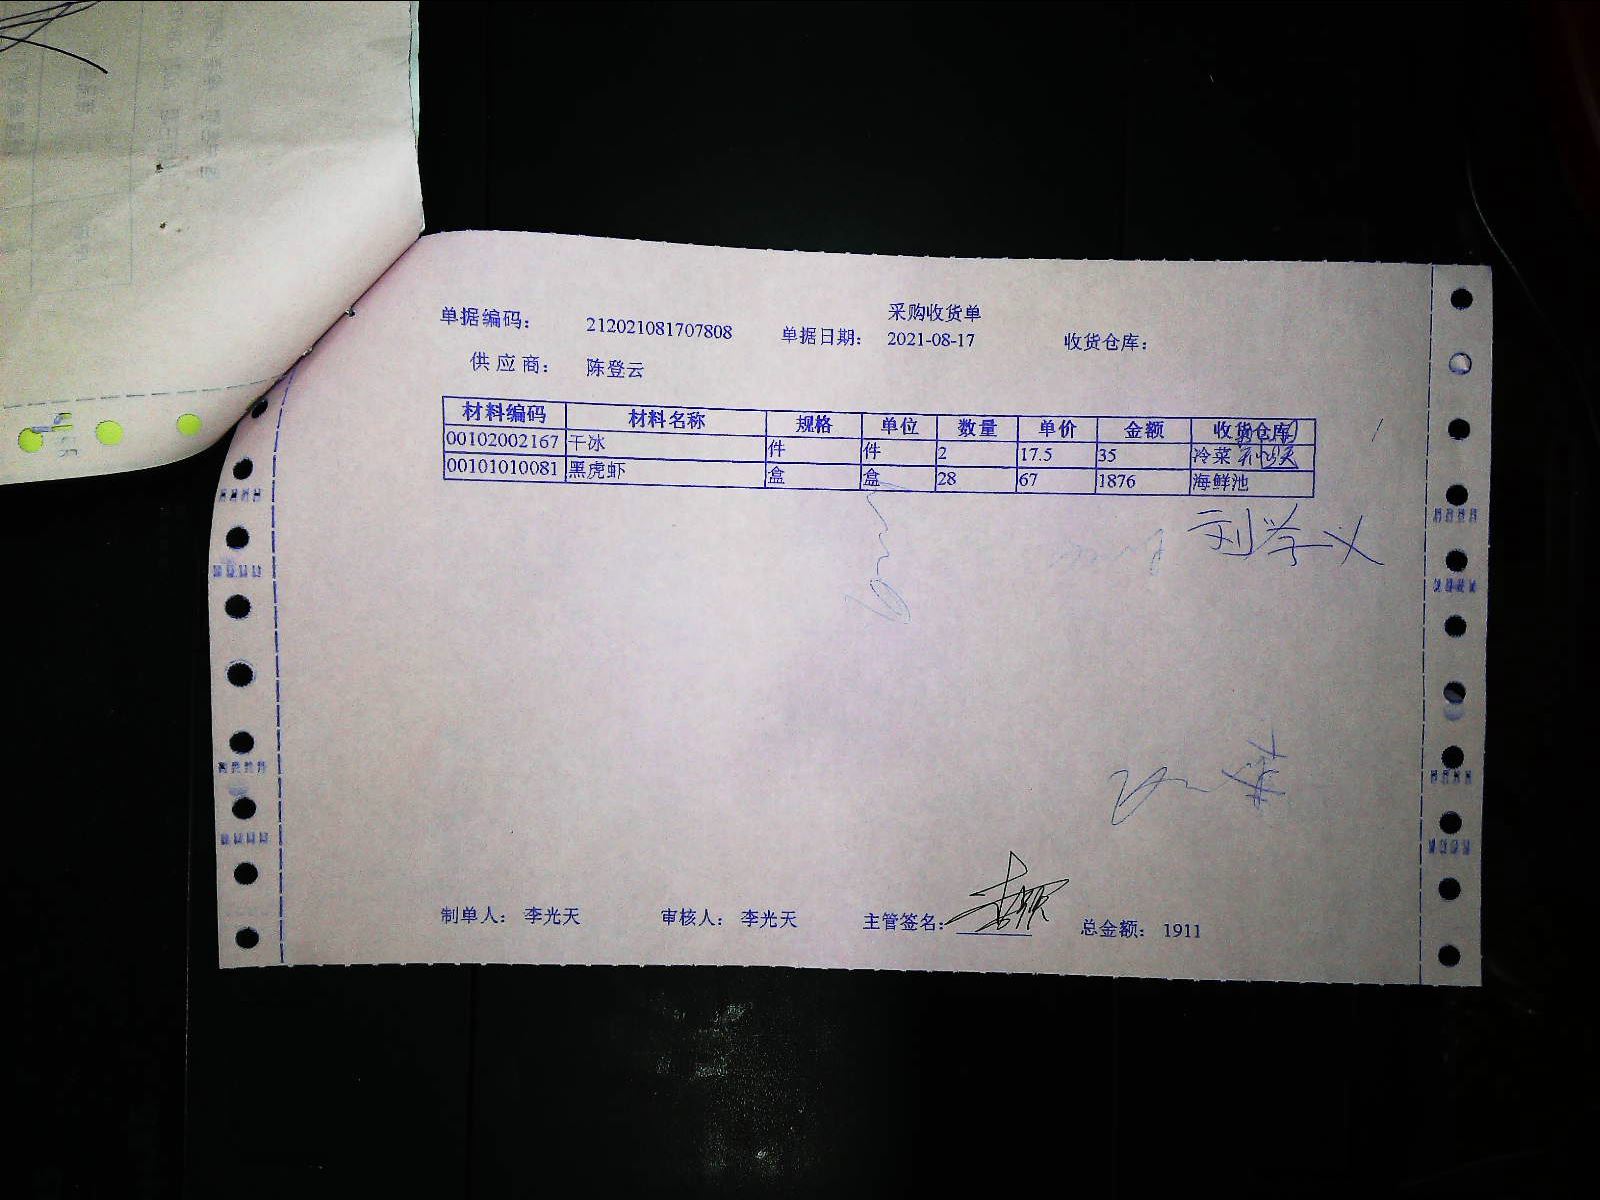 采购收货单
单据编码： 212021081707808 单据日期： 2021-08-17 收货仓库：
供应商： 陈登云
材料编码 材料名称 规格 单位 数量 单价 金额 收货仓库
00102002167 干冰 件 件 2 17.5 35 冷菜
00101010081 黑虎虾 盒 盒 28 67 1876 海鲜池
刘学义
制单人： 李光天 审核人： 李光天 主管签名： 总金额： 1911